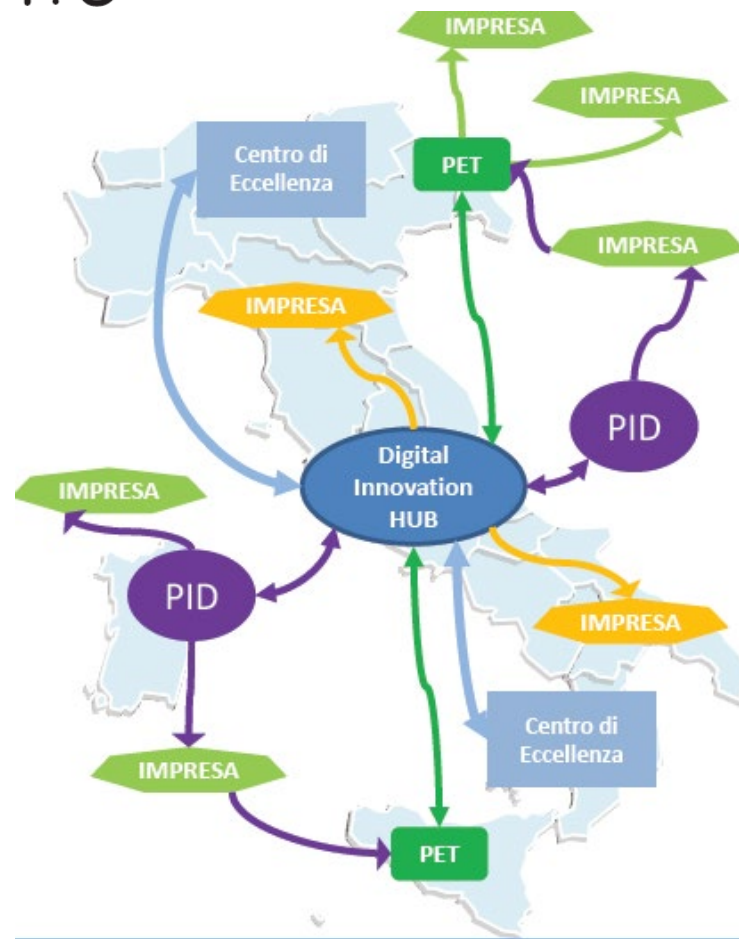 IMPRESA
IMPRESA
Centro di
Eccellenza
PET
IMPRESA
IMPRESA
PID
Digital
Innovation
HUB
IMPRESA
PID
IMPRESA
Centro di
Eccellenza
IMPRESA
PET